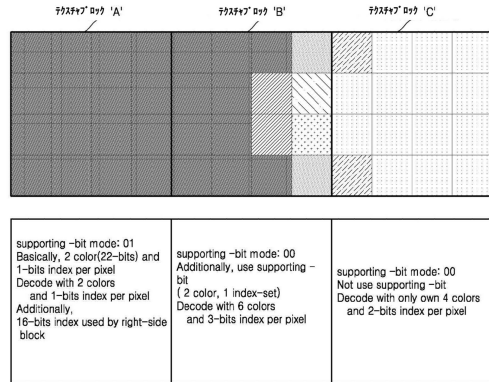 ﾃｸｽﾁｬﾌﾞﾛｯｸ 'A'
ﾃｸｽﾁｬﾌﾞﾛｯｸ 'B'
ﾃｸｽﾁｬﾌﾞﾛｯｸ 'C'
supporting -bit mode: 01
Basically, 2 color(22-bits) and
1-bits index per pixel
Decode with 2 colors
and 1-bits index per pixel
Additionally,
16-bits index used by right-side
block
supporting -bit mode: 00
Additionally, use supporting -
bit
( 2 color, 1 index-set)
Decode with 6 colors
and 3-bits index per pixel
supporting -bit mode: 00
Not use supporting -bit
Decode with only own 4 colors
and 2-bits index per pixel